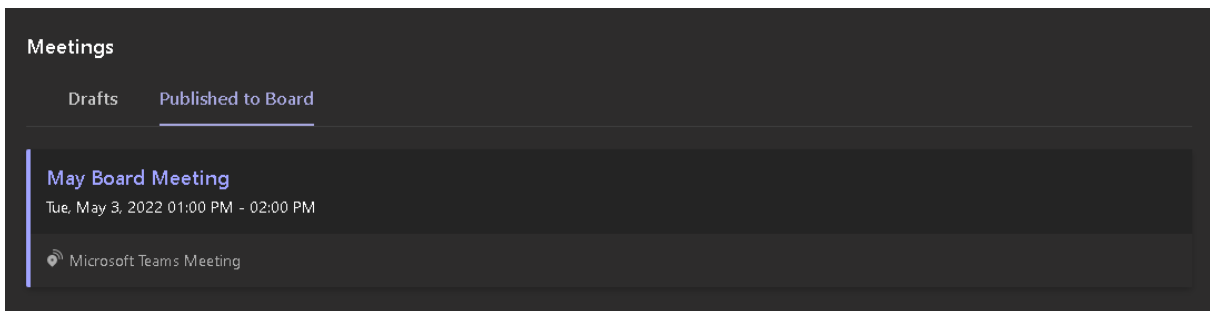 Meetings
Drafts Published to Board
May Board Meeting
Tue, May 3, 2022 01:00 PM - 02:00 PM
Microsoft Teams Meeting